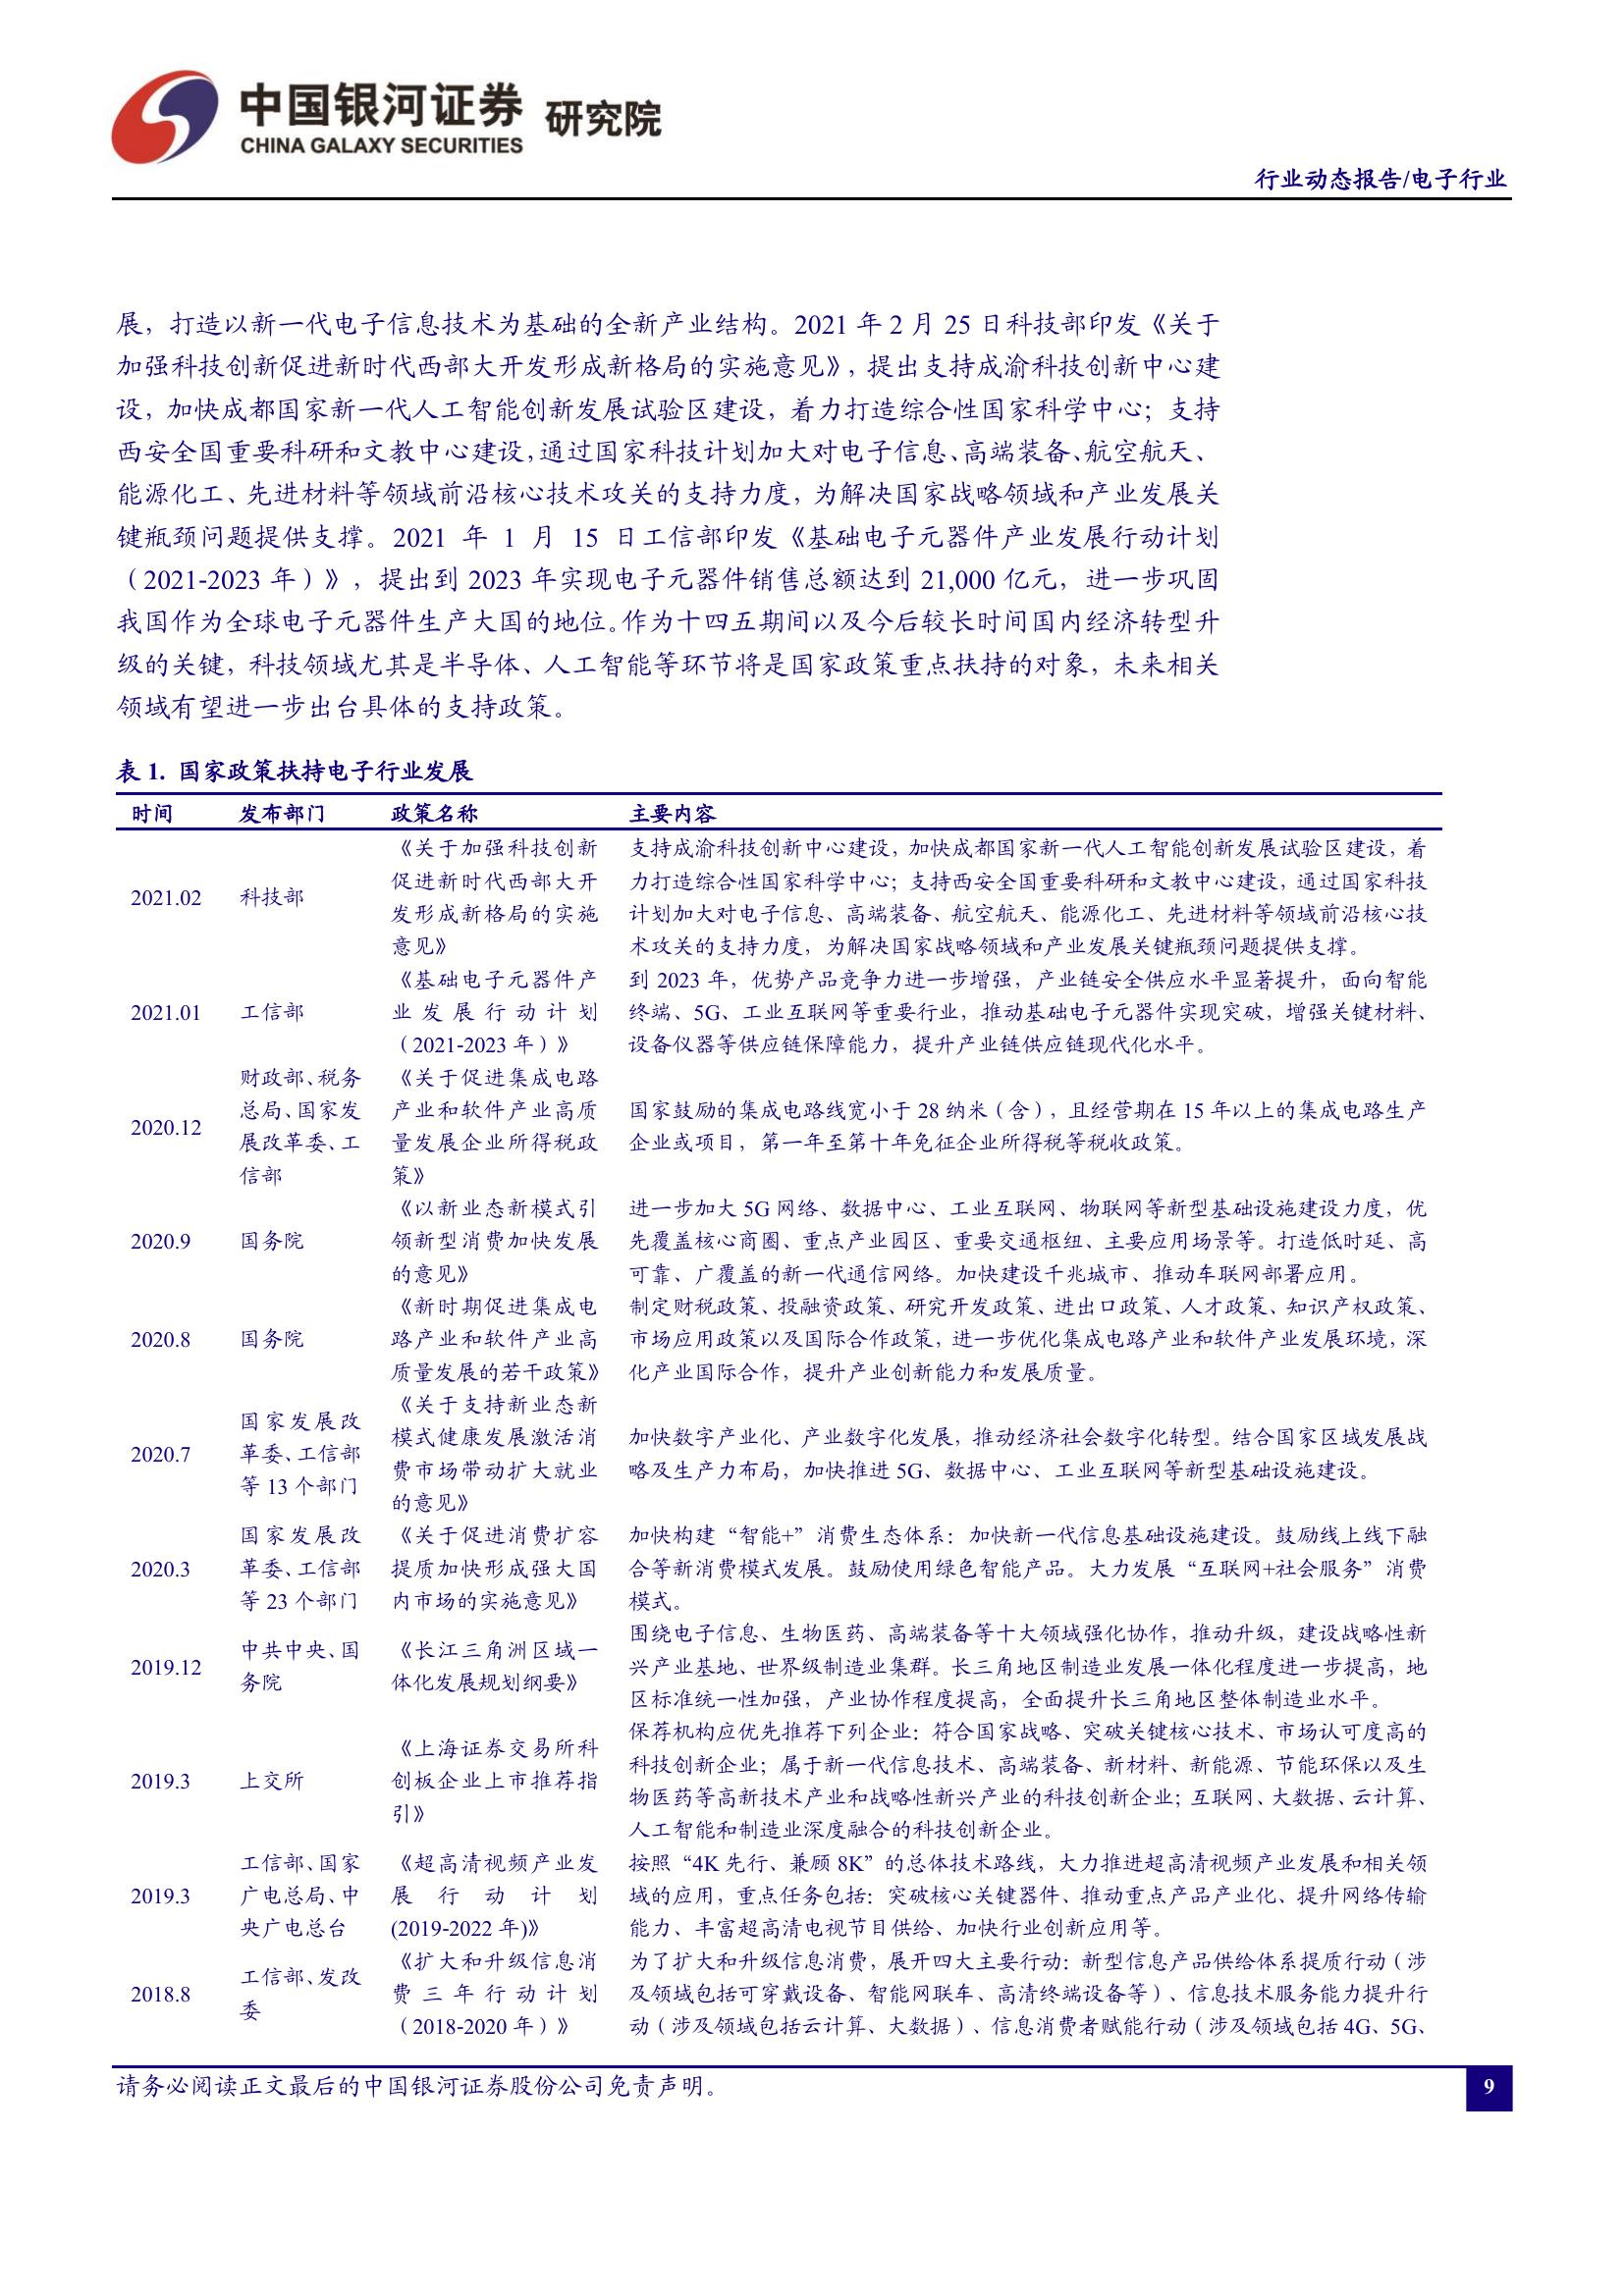 中国银河证券 研究院
CHINA GALAXY SECURITIES
行业动态报告/电子行业
展，打造以新一代电子信息技术为基础的全新产业结构。2021 年 2 月 25 日科技部印发《关于
加强科技创新促进新时代西部大开发形成新格局的实施意见》，提出支持成渝科技创新中心建
设，加快成都国家新一代人工智能创新发展试验区建设，着力打造综合性国家科学中心；支持
西安全国重要科研和文教中心建设，通过国家科技计划加大对电子信息、高端装备、航空航天、
能源化工、先进材料等领域前沿核心技术攻关的支持力度，为解决国家战略领域和产业发展关
键瓶颈问题提供支撑。2021 年 1 月 15 日工信部印发《基础电子元器件产业发展行动计划
（2021-2023 年）》，提出到 2023 年实现电子元器件销售总额达到 21,000 亿元，进一步巩固
我国作为全球电子元器件生产大国的地位。作为十四五期间以及今后较长时间国内经济转型升
级的关键，科技领域尤其是半导体、人工智能等环节将是国家政策重点扶持的对象，未来相关
领域有望进一步出台具体的支持政策。
表 1. 国家政策扶持电子行业发展
时间 发布部门 政策名称 主要内容
2021.02
科技部
《关于加强科技创新
促进新时代西部大开
发形成新格局的实施
意见》
支持成渝科技创新中心建设，加快成都国家新一代人工智能创新发展试验区建设，着
力打造综合性国家科学中心；支持西安全国重要科研和文教中心建设，通过国家科技
计划加大对电子信息、高端装备、航空航天、能源化工、先进材料等领域前沿核心技
术攻关的支持力度，为解决国家战略领域和产业发展关键瓶颈问题提供支撑。
2021.01
工信部
《基础电子元器件产
业发展行动计划
（2021-2023 年）》
到 2023 年，优势产品竞争力进一步增强，产业链安全供应水平显著提升，面向智能
终端、5G、工业互联网等重要行业，推动基础电子元器件实现突破，增强关键材料、
设备仪器等供应链保障能力，提升产业链供应链现代化水平。
2020.12
财政部、税务
总局、国家发
展改革委、工
信部
《关于促进集成电路
产业和软件产业高质
量发展企业所得税政
策》
国家鼓励的集成电路线宽小于 28 纳米（含），且经营期在 15 年以上的集成电路生产
企业或项目，第一年至第十年免征企业所得税等税收政策。
2020.9
国务院
《以新业态新模式引
领新型消费加快发展
的意见》
进一步加大 5G 网络、数据中心、工业互联网、物联网等新型基础设施建设力度，优
先覆盖核心商圈、重点产业园区、重要交通枢纽、主要应用场景等。打造低时延、高
可靠、广覆盖的新一代通信网络。加快建设千兆城市、推动车联网部署应用。
2020.8
国务院
《新时期促进集成电
路产业和软件产业高
质量发展的若干政策》
制定财税政策、投融资政策、研究开发政策、进出口政策、人才政策、知识产权政策、
市场应用政策以及国际合作政策，进一步优化集成电路产业和软件产业发展环境，深
化产业国际合作，提升产业创新能力和发展质量。
2020.7
国家发展改
革委、工信部
等 13 个部门
《关于支持新业态新
模式健康发展激活消
费市场带动扩大就业
的意见》
加快数字产业化、产业数字化发展，推动经济社会数字化转型。结合国家区域发展战
略及生产力布局，加快推进 5G、数据中心、工业互联网等新型基础设施建设。
2020.3
国家发展改
革委、工信部
等 23 个部门
《关于促进消费扩容
提质加快形成强大国
内市场的实施意见》
加快构建“智能+”消费生态体系：加快新一代信息基础设施建设。鼓励线上线下融
合等新消费模式发展。鼓励使用绿色智能产品。大力发展“互联网+社会服务”消费
模式。
2019.12
中共中央、国
务院
《长江三角洲区域一
体化发展规划纲要》
围绕电子信息、生物医药、高端装备等十大领域强化协作，推动升级，建设战略性新
兴产业基地、世界级制造业集群。长三角地区制造业发展一体化程度进一步提高，地
区标准统一性加强，产业协作程度提高，全面提升长三角地区整体制造业水平。
2019.3
上交所
《上海证券交易所科
创板企业上市推荐指
引》
保荐机构应优先推荐下列企业：符合国家战略、突破关键核心技术、市场认可度高的
科技创新企业；属于新一代信息技术、高端装备、新材料、新能源、节能环保以及生
物医药等高新技术产业和战略性新兴产业的科技创新企业；互联网、大数据、云计算、
人工智能和制造业深度融合的科技创新企业。
2019.3
工信部、国家
广电总局、中
央广电总台
《超高清视频产业发
展行动计划
(2019-2022 年)》
按照“4K 先行、兼顾 8K”的总体技术路线，大力推进超高清视频产业发展和相关领
域的应用，重点任务包括：突破核心关键器件、推动重点产品产业化、提升网络传输
能力、丰富超高清电视节目供给、加快行业创新应用等。
2018.8
工信部、发改
委
《扩大和升级信息消
费三年行动计划
（2018-2020 年）》
为了扩大和升级信息消费，展开四大主要行动：新型信息产品供给体系提质行动（涉
及领域包括可穿戴设备、智能网联车、高清终端设备等）、信息技术服务能力提升行
动（涉及领域包括云计算、大数据）、信息消费者赋能行动（涉及领域包括 4G、5G、
请务必阅读正文最后的中国银河证券股份公司免责声明。
9